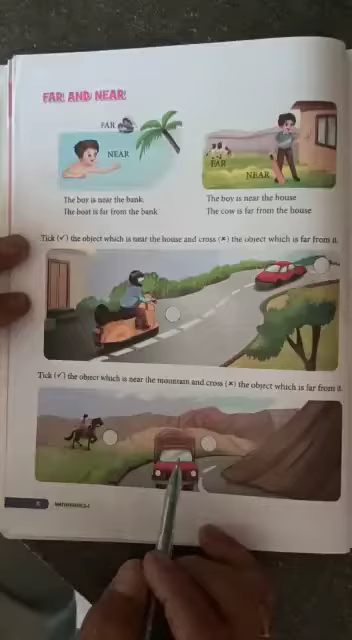 FAR AND NEAR
FAR
NEAR
FAR
NEAR
The boy is near the bank.
The boat is far from the bank.
The boy is near the house
The cow is far from the house
Tick (✓) the object which is near the house and cross (×) the object which is far from it.
Tick (✓) the object which is near the mountain and cross (×) the object which is far from it.
MATHEMATICS-1